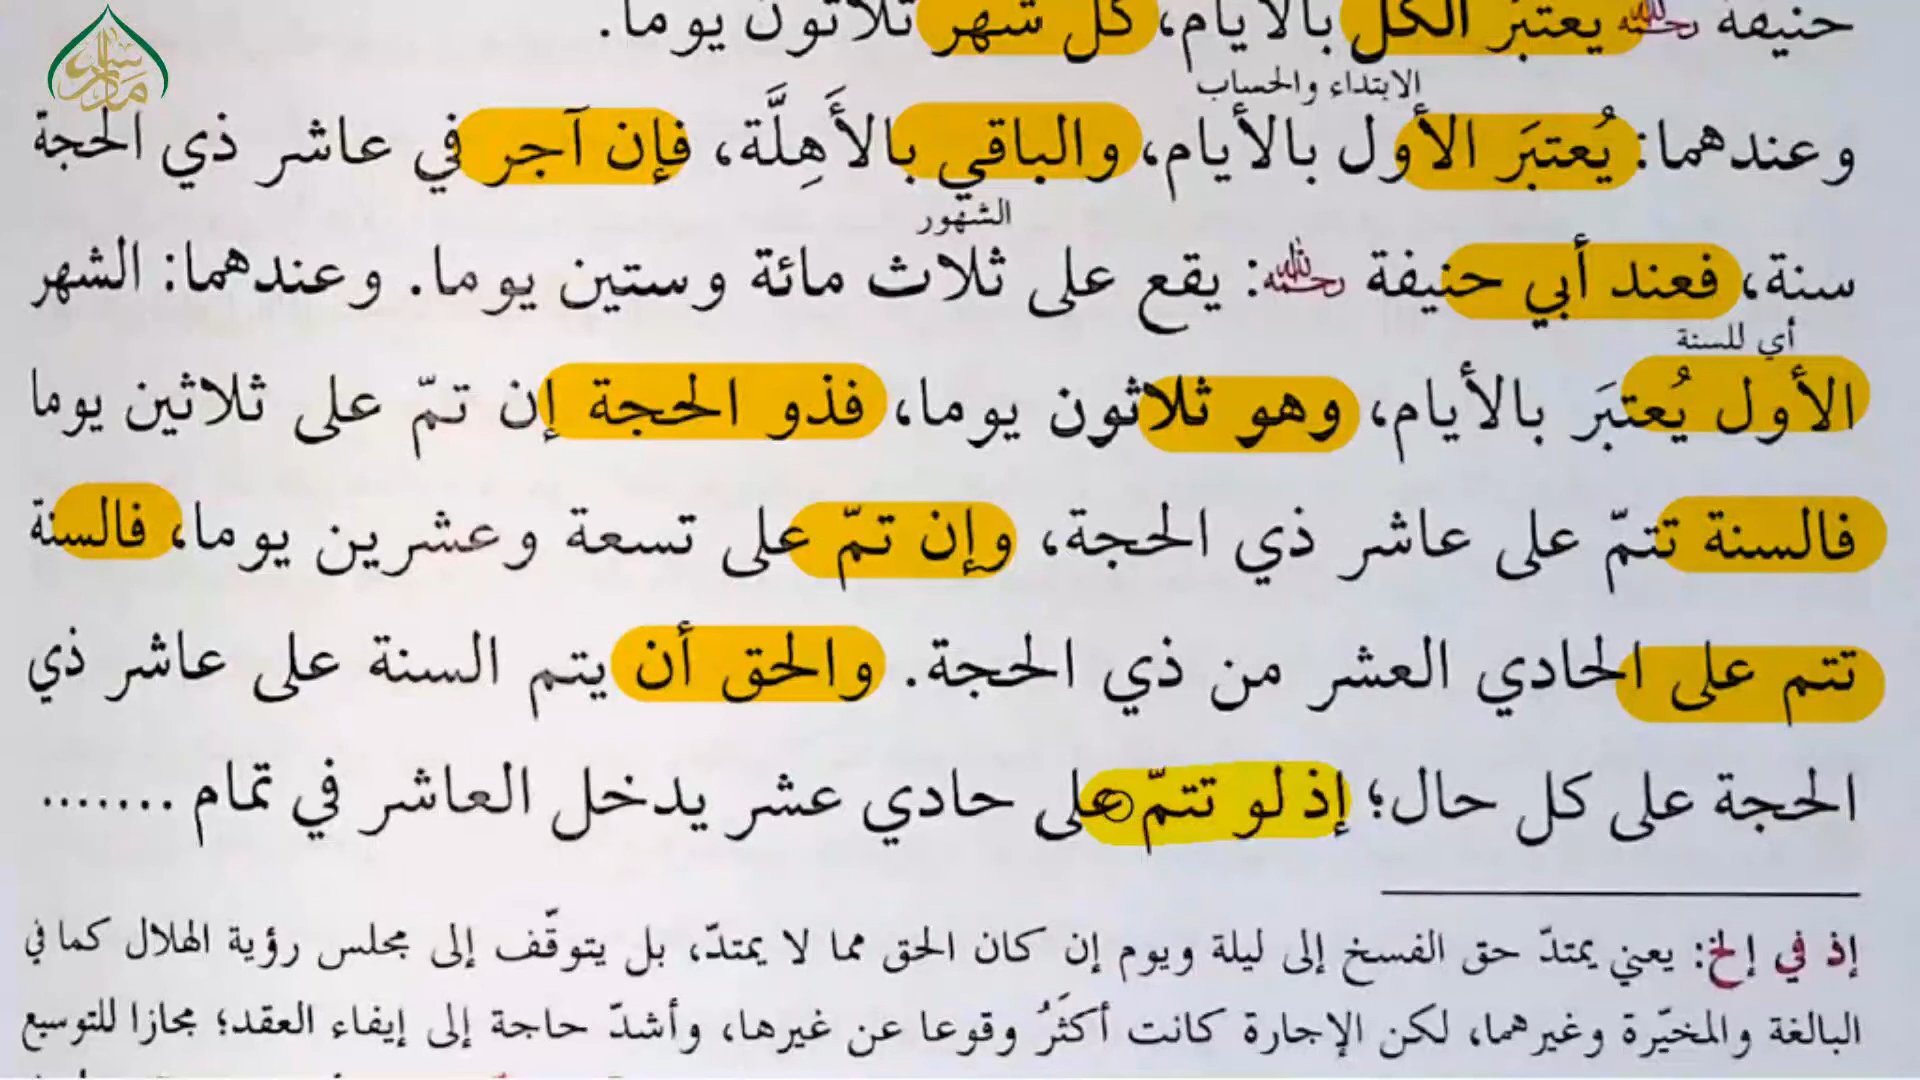 حنيفة رحمه الله يعتبر الكل بالأيام، كل شهر ثلاثون يوما.
الابتداء والحساب
وعندهما: يُعتبَر الأول بالأيام، والباقي بالأَهِلَّة، فإن آجر في عاشر ذي الحجة
الشهور
سنة، فعند أبي حنيفة رحمه الله: يقع على ثلاث مائة وستين يوما. وعندهما: الشهر
أي للسنة
الأول يُعتبَر بالأيام، وهو ثلاثون يوما، فذو الحجة إن تمّ على ثلاثين يوما
فالسنة تتمّ على عاشر ذي الحجة، وإن تمّ على تسعة وعشرين يوما، فالسنة
تتم على الحادي العشر من ذي الحجة. والحق أن يتم السنة على عاشر ذي
الحجة على كل حال؛ إذ لو تتمّ على حادي عشر يدخل العاشر في تمام .......
إذ في إلخ: يعني يمتدّ حق الفسخ إلى ليلة ويوم إن كان الحق مما لا يمتدّ، بل يتوقّف إلى مجلس رؤية الهلال كما في
البالغة والمخيّرة وغيرهما، لكن الإجارة كانت أكثَرُ وقوعا عن غيرها، وأشدّ حاجة إلى إيفاء العقد؛ مجازا للتوسيع